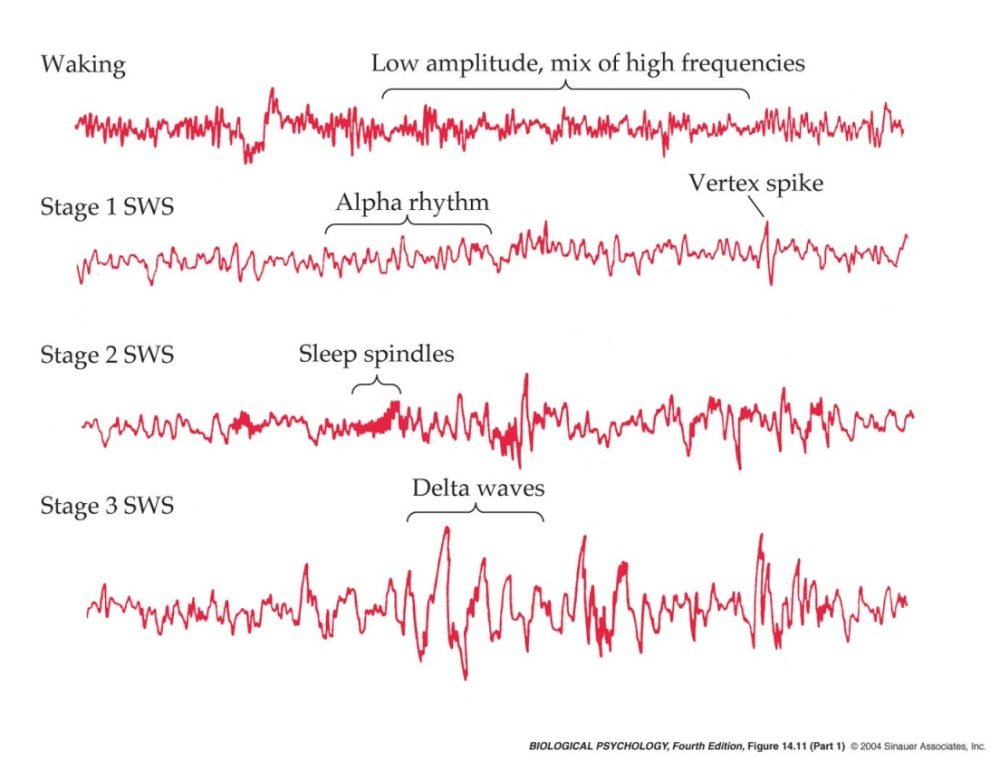 Waking
Low amplitude, mix of high frequencies
Vertex spike
Stage 1 SWS
Alpha rhythm
Stage 2 SWS
Sleep spindles
Delta waves
Stage 3 SWS
BIOLOGICAL PSYCHOLOGY, Fourth Edition, Figure 14.11 (Part 1) © 2004 Sinauer Associates, Inc.